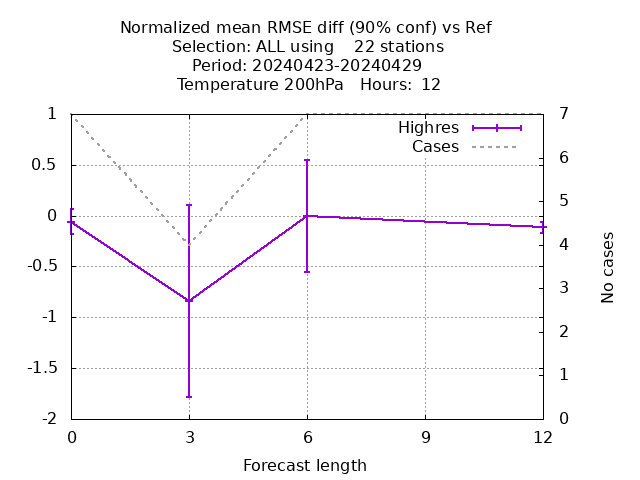 Normalized mean RMSE diff (90% conf) vs Ref
Selection: ALL using    22 stations
Period: 20240423-20240429
Temperature 200hPa   Hours:  12
1
0.5
0
-0.5
-1
-1.5
-2
7
6
5
4
3
2
1
0
Highres
Cases
No cases
0 3 6 9 12
Forecast length